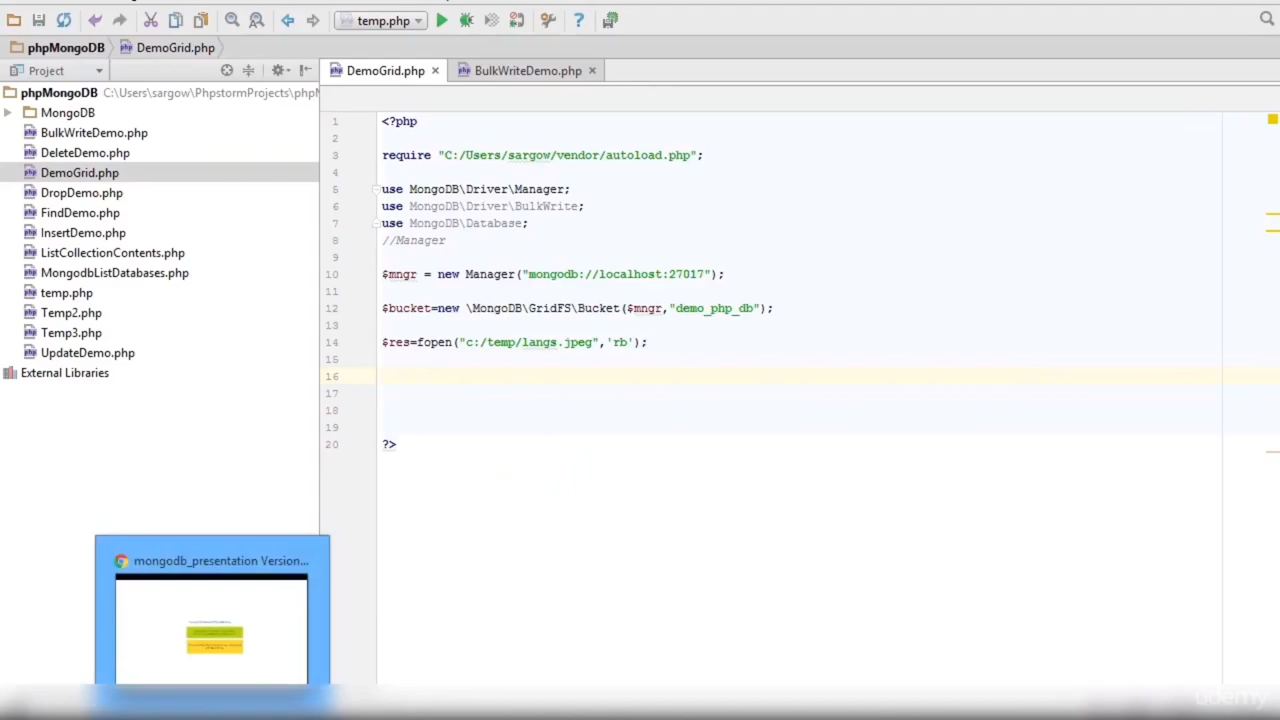 temp.php
phpMongoDB DemoGrid.php
Project
DemoGrid.php BulkWriteDemo.php
phpMongoDB C:\Users\sargow\PhpstormProjects\phpM
MongoDB
BulkWriteDemo.php
DeleteDemo.php
DemoGrid.php
DropDemo.php
FindDemo.php
InsertDemo.php
ListCollectionContents.php
MongodbListDatabases.php
temp.php
Temp2.php
Temp3.php
UpdateDemo.php
External Libraries
1 <?php
2
3 require "C:/Users/sargow/vendor/autoload.php";
4
5 use MongoDB\Driver\Manager;
6 use MongoDB\Driver\BulkWrite;
7 use MongoDB\Database;
8 //Manager
9
10 $mngr = new Manager("mongodb://localhost:27017");
11
12 $bucket=new \MongoDB\GridFS\Bucket($mngr,"demo_php_db");
13
14 $res=fopen("c:/temp/langs.jpeg",'rb');
15
16
17
18
19
20 ?>
mongodb_presentation Version...
udemy